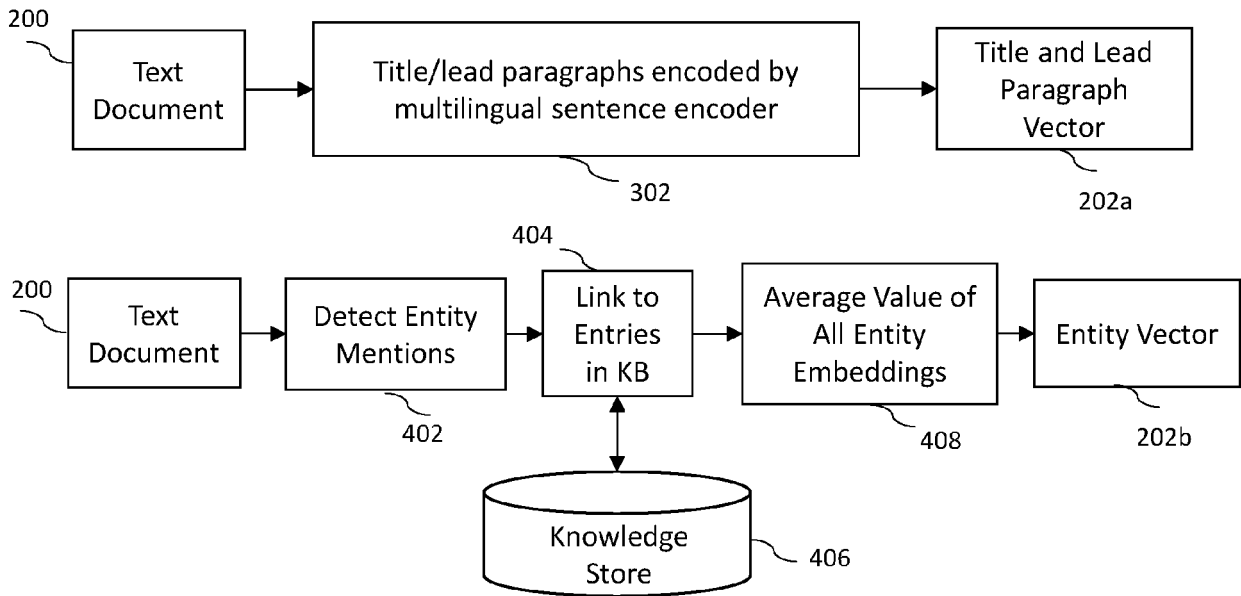 200
Text
Document
Title/lead paragraphs encoded by
multilingual sentence encoder
Title and Lead
Paragraph
Vector
302
202a
200
Text
Document
Detect Entity
Mentions
404
Link to
Entries
in KB
Average Value of
All Entity
Embeddings
Entity Vector
402
408
202b
Knowledge
Store
406